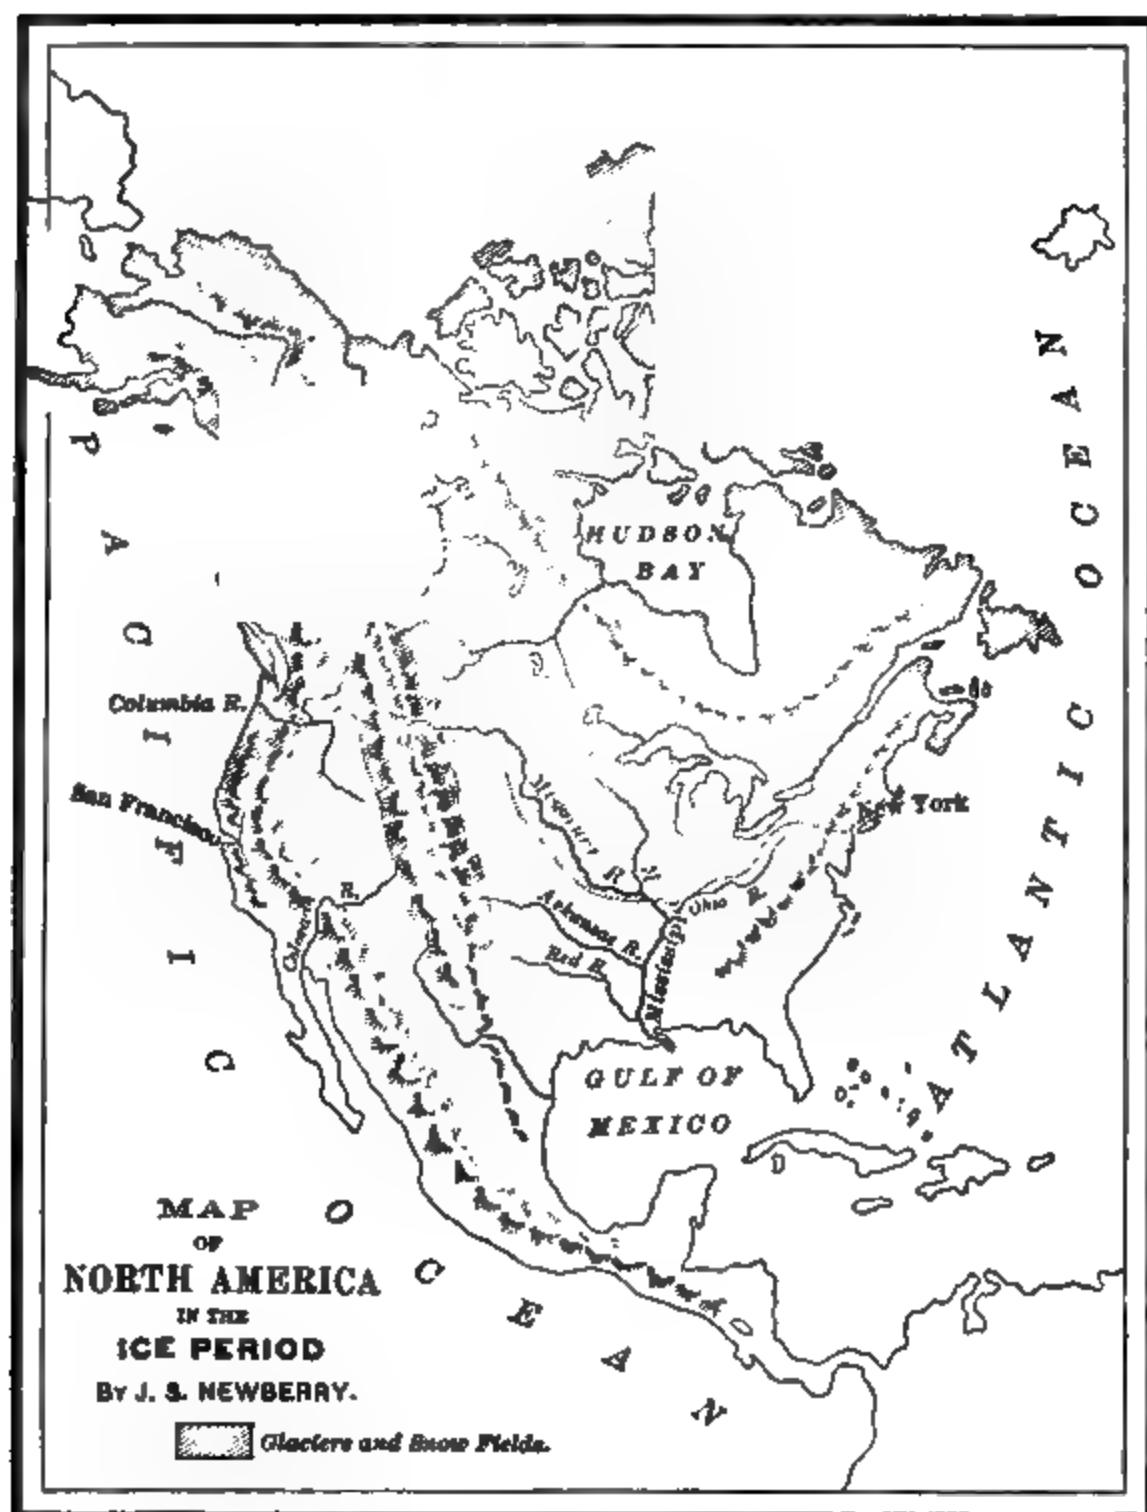 PACIFIC OCEAN
ATLANTIC OCEAN
HUDSON
BAY
Columbia R.
San Francisco
New York
Missouri R.
Arkansas R.
Red R.
Mississippi
Ohio R.
R.
GULF OF
MEXICO
MAP
OF
NORTH AMERICA
IN THE
ICE PERIOD
BY J. S. NEWBERRY.
Glaciers and Snow Fields.